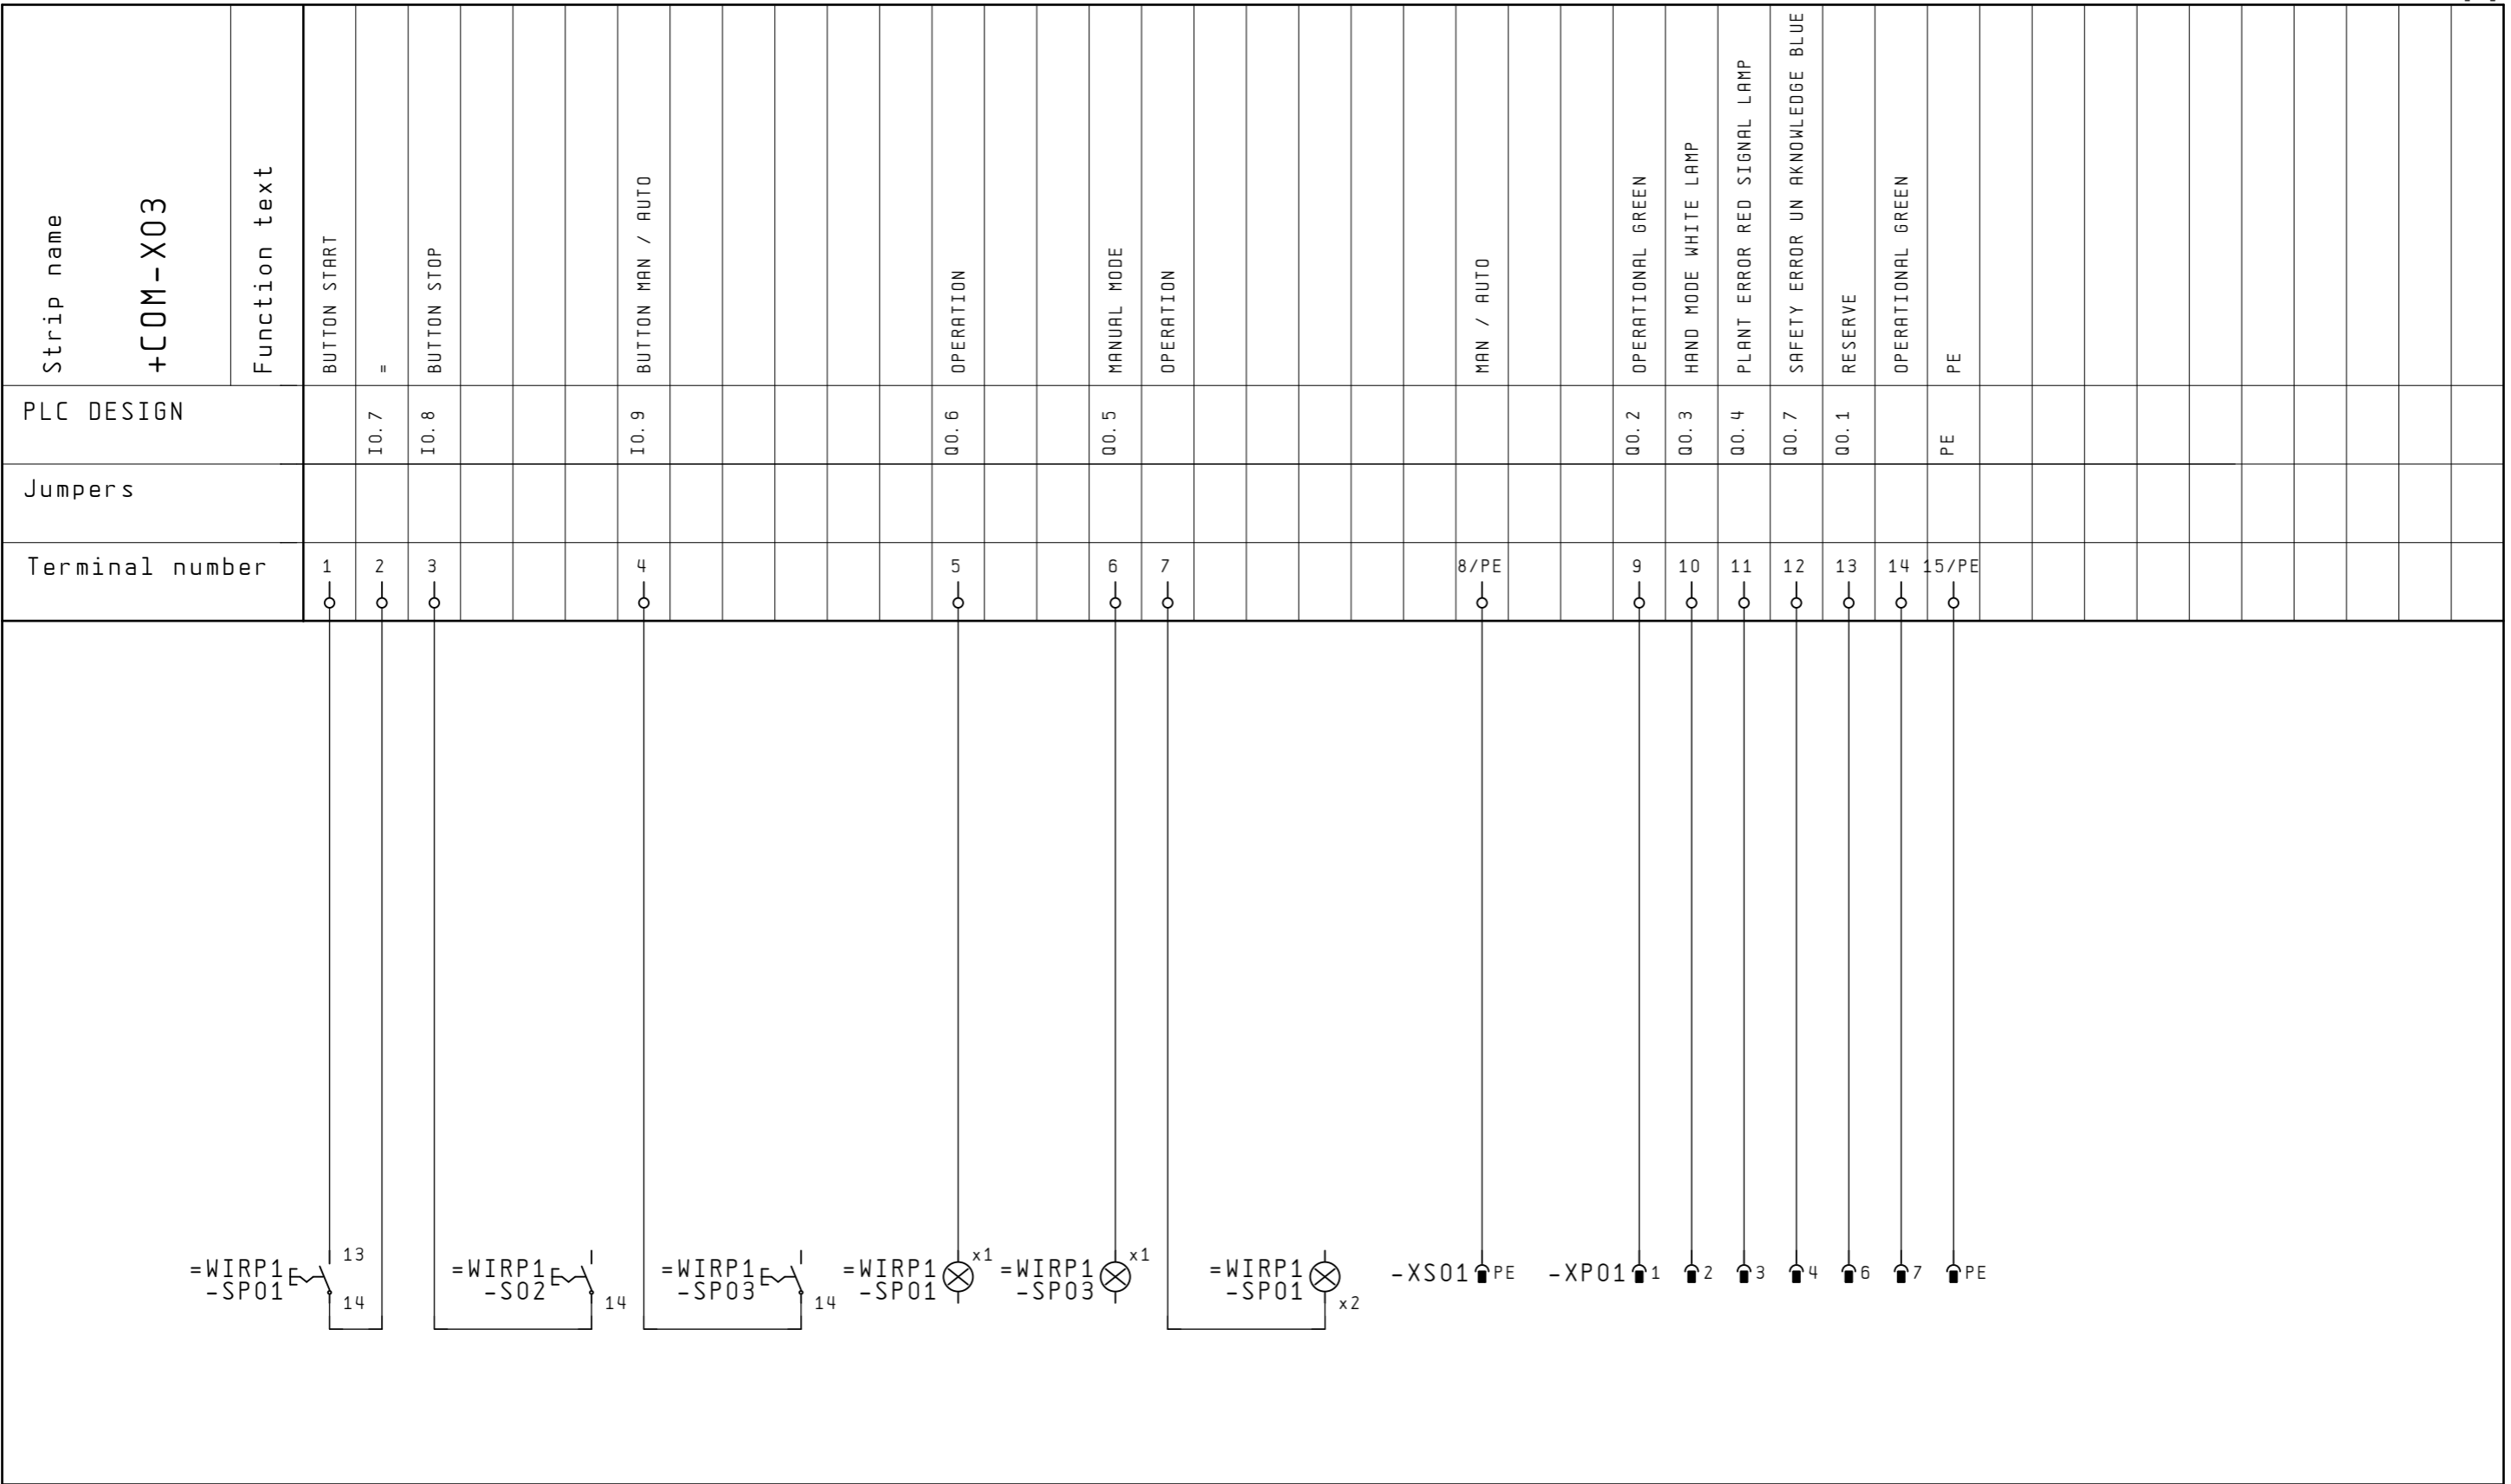 Strip name
+COM-X03
Function text
BUTTON START
=
BUTTON STOP
BUTTON MAN / AUTO
OPERATION
MANUAL MODE
OPERATION
MAN / AUTO
OPERATIONAL GREEN
HAND MODE WHITE LAMP
PLANT ERROR RED SIGNAL LAMP
SAFETY ERROR UN AKNOWLEDGE BLUE
RESERVE
OPERATIONAL GREEN
PE
PLC DESIGN
I0.7 I0.8 I0.9 Q0.6 Q0.5 Q0.2 Q0.3 Q0.4 Q0.7 Q0.1 PE
Jumpers
Terminal number 1 2 3 4 5 6 7 8/PE 9 10 11 12 13 14 15/PE
=WIRP1
-SP01
13
14
=WIRP1
-S02
14
=WIRP1
-SP03
14
=WIRP1
-SP01
x1
=WIRP1
-SP03
x1
=WIRP1
-SP01
x2
-XS01 PE
-XP01 1 2 3 4 6 7 PE